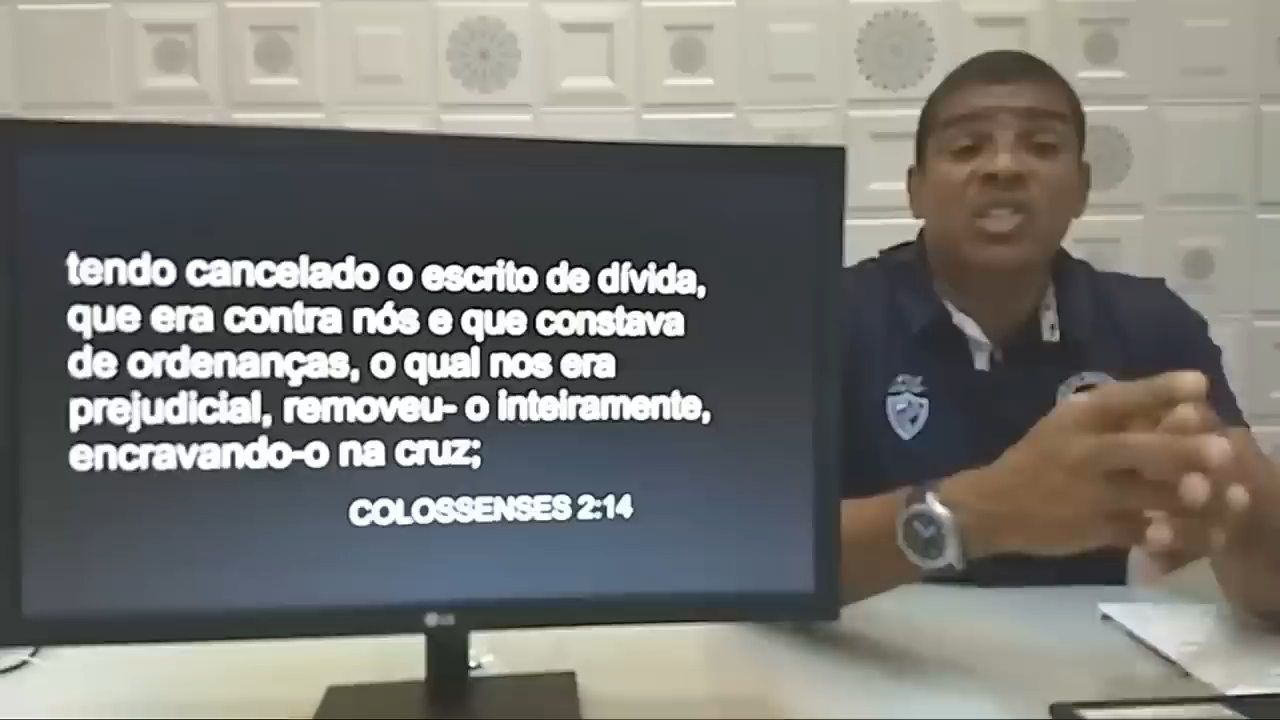 tendo cancelado o escrito de dívida,
que era contra nós e que constava
de ordenanças, o qual nos era
prejudicial, removeu- o inteiramente,
encravando-o na cruz;
COLOSSENSES 2:14
LG